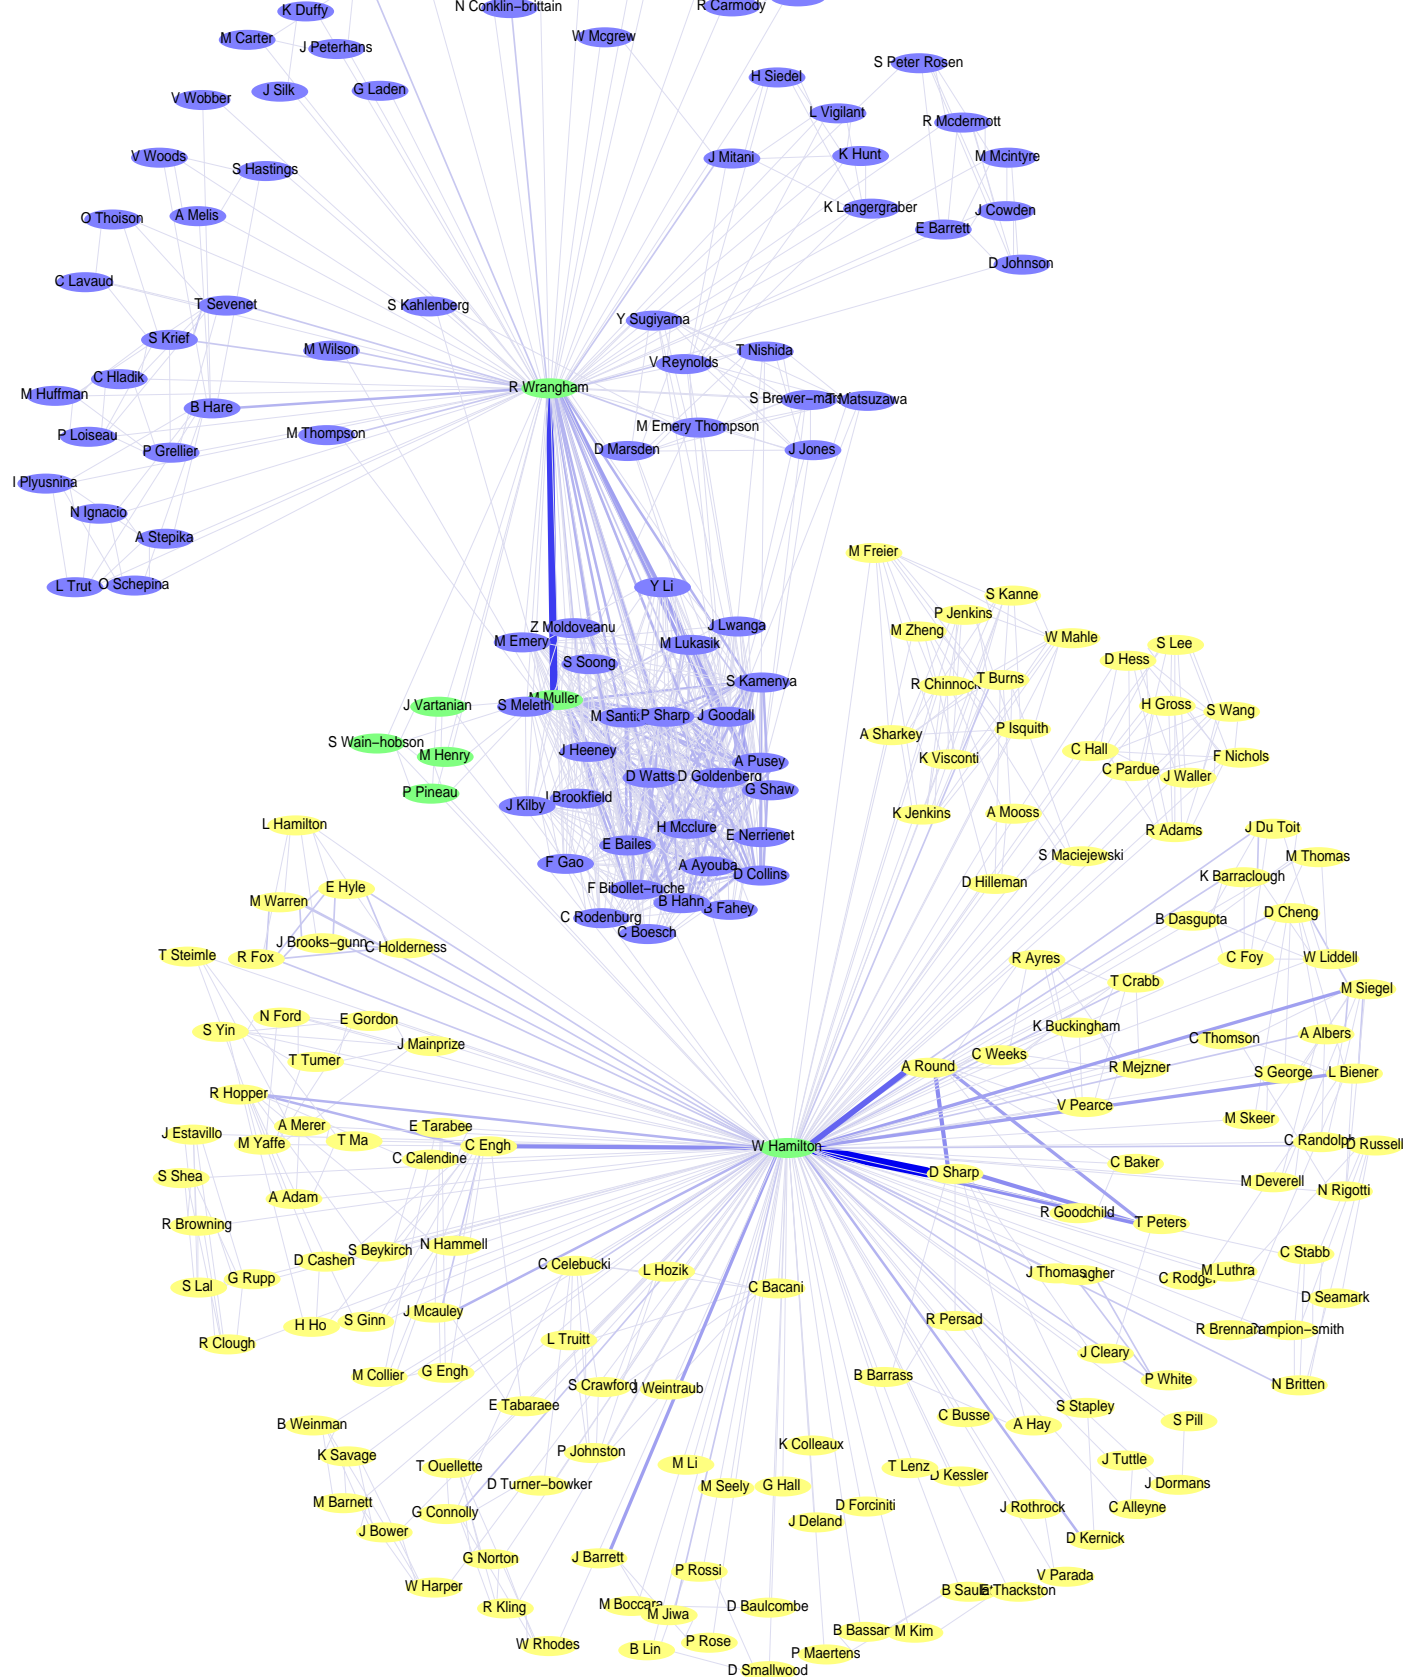 N Conklin−brittain
R Carmody
K Duffy
M Carter
J Peterhans
W Mcgrew
S Peter Rosen
H Siedel
J Silk
G Laden
V Wobber
L Vigilant
R Mcdermott
V Woods
S Hastings
J Mitani
K Hunt
M Mcintyre
O Thoison
A Melis
K Langergraber
J Cowden
E Barrett
D Johnson
C Lavaud
T Sevenet
S Kahlenberg
Y Sugiyama
S Krief
M Wilson
V Reynolds
T Nishida
C Hladik
R Wrangham
M Huffman
B Hare
S Brewer−mars
T Matsuzawa
P Loiseau
M Thompson
M Emery Thompson
P Grellier
D Marsden
J Jones
I Plyusnina
N Ignacio
A Stepika
L Trut
O Schepina
M Freier
Y Li
S Kanne
P Jenkins
Z Moldoveanu
J Lwanga
M Zheng
M Emery
M Lukasik
W Mahle
S Lee
S Soong
D Hess
S Kamenya
R Chinnock
T Burns
J Vartanian
S Meleth
M Muller
H Gross
S Wang
P Sharp
J Goodall
S Wain−hobson
A Sharkey
P Isquith
M Henry
J Heeney
K Visconti
C Hall
F Nichols
A Pusey
C Pardue
J Waller
D Watts
D Goldenberg
P Pineau
G Shaw
J Kilby
Brookfield
K Jenkins
A Mooss
L Hamilton
H Mcclure
E Nerrienet
R Adams
J Du Toit
E Bailes
S Maciejewski
M Thomas
F Gao
A Ayouba
D Collins
K Barraclough
E Hyle
F Bibollet−ruche
D Hilleman
M Warren
B Hahn
B Fahey
D Cheng
C Rodenburg
B Dasgupta
C Boesch
J Brooks−gunn
C Holderness
T Steimle
R Fox
R Ayres
C Foy
W Liddell
T Crabb
M Siegel
N Ford
E Gordon
S Yin
K Buckingham
C Thomson
A Albers
J Mainprize
T Turner
C Weeks
A Round
R Mejzner
S George
L Biener
R Hopper
V Pearce
M Skeer
A Merer
E Tarabee
J Estavillo
M Yaffe
T Ma
C Engh
W Hamilton
C Randolph
D Russell
C Calendine
C Baker
S Shea
D Sharp
M Deverell
N Rigotti
A Adam
R Goodchild
T Peters
R Browning
N Hammell
S Beykirch
D Cashen
C Stabb
C Celebucki
L Hozik
J Thomas
gher
M Luthra
C Rodge
G Rupp
S Lal
C Bacani
D Seamark
J Mcauley
H Ho
S Ginn
R Persad
R Brennan
ampion−smith
R Clough
L Truitt
J Cleary
M Collier
G Engh
B Barrass
P White
S Crawford
J Weintraub
N Britten
E Tabaraee
S Stapley
C Busse
B Weinman
A Hay
S Pill
K Colleaux
K Savage
P Johnston
J Tuttle
T Ouellette
M Li
T Lenz
D Kessler
D Turner−bowker
M Seely
G Hall
J Dormans
M Barnett
G Connolly
D Forciniti
J Rothrock
C Alleyne
J Bower
J Deland
D Kernick
G Norton
J Barrett
P Rossi
V Parada
W Harper
B Saule
E Thackston
R Kling
M Boccara
M Jiwa
D Baulcombe
B Bassan
M Kim
W Rhodes
B Lin
P Rose
P Maertens
D Smallwood